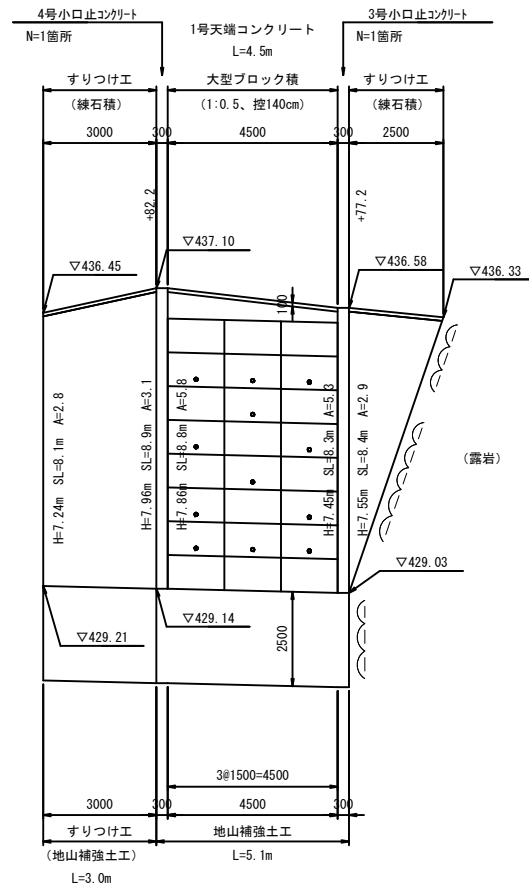 4号小口止コンクリート
N=1箇所
1号天端コンクリート
L=4.5m
3号小口止コンクリート
N=1箇所
すりつけ工
(練石積)
大型ブロック積
(1:0.5、控140cm)
すりつけ工
(練石積)
3000
300
4500
300
2500
+82.2
+77.2
▽437.10
▽436.45
▽436.58
▽436.33
100
H=7.24m SL=8.1m A=2.8
H=7.96m SL=8.9m A=3.1
H=7.86m SL=8.8m A=5.8
H=7.45m SL=8.3m A=5.3
H=7.55m SL=8.4m A=2.9
(露岩)
▽429.03
▽429.14
▽429.21
2500
3@1500=4500
3000
300
4500
300
すりつけ工
(地山補強土工)
L=3.0m
地山補強土工
L=5.1m